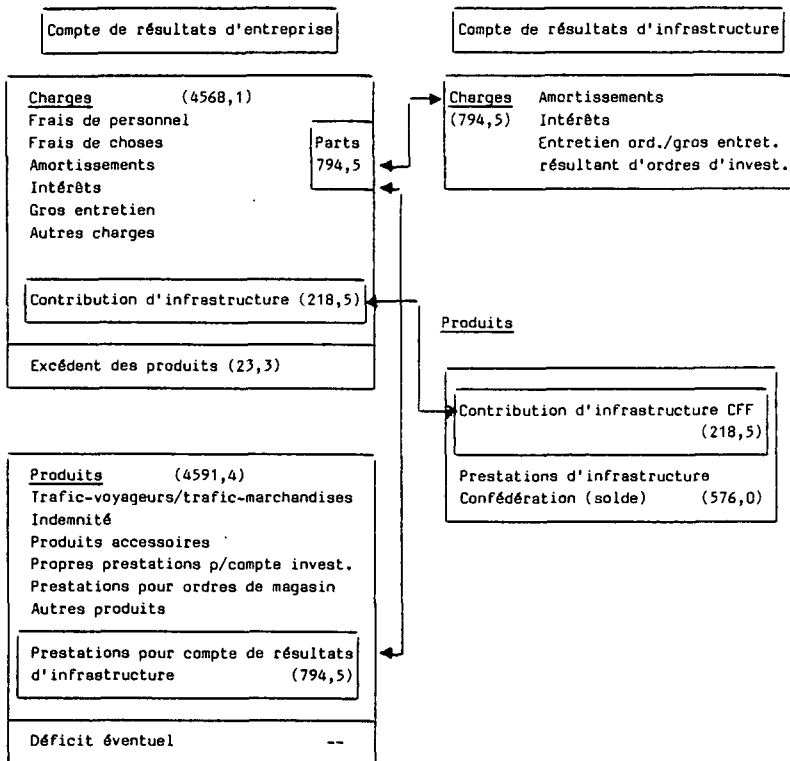 Compte de résultats d'entreprise
Charges (4568,1)
Frais de personnel
Frais de choses
Amortissements
Intérêts
Gros entretien
Autres charges
Parts
794,5
Contribution d'infrastructure (218,5)
Excédent des produits (23,3)
Produits (4591,4)
Trafic-voyageurs/trafic-marchandises
Indemnité
Produits accessoires
Propres prestations p/compte invest.
Prestations pour ordres de magasin
Autres produits
Prestations pour compte de résultats
d'infrastructure (794,5)
Déficit éventuel --
Compte de résultats d'infrastructure
Charges Amortissements
(794,5) Intérêts
Entretien ord./gros entret.
résultant d'ordres d'invest.
Produits
Contribution d'infrastructure CFF
(218,5)
Prestations d'infrastructure
Confédération (solde) (576,0)